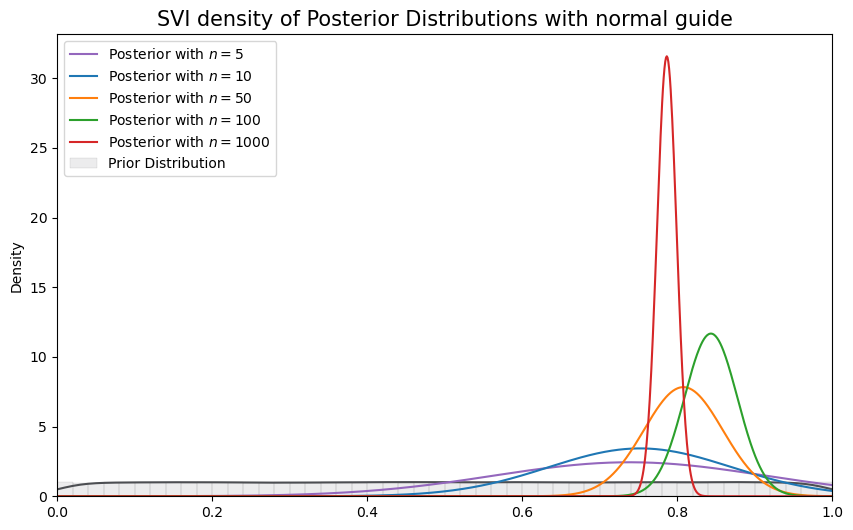 SVI density of Posterior Distributions with normal guide
Posterior with n = 5
Posterior with n = 10
Posterior with n = 50
Posterior with n = 100
Posterior with n = 1000
Prior Distribution
Density
30
25
20
15
10
5
0
0.0 0.2 0.4 0.6 0.8 1.0